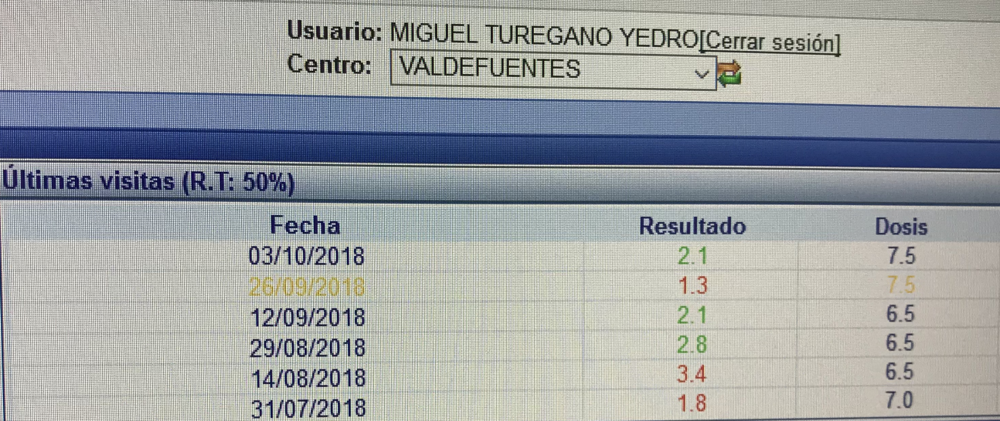 Usuario: MIGUEL TUREGANO YEDRO[Cerrar sesión]
Centro: VALDEFUENTES
Últimas visitas (R.T: 50%)
Fecha Resultado Dosis
03/10/2018 2.1 7.5
26/09/2018 1.3 7.5
12/09/2018 2.1 6.5
29/08/2018 2.8 6.5
14/08/2018 3.4 6.5
31/07/2018 1.8 7.0